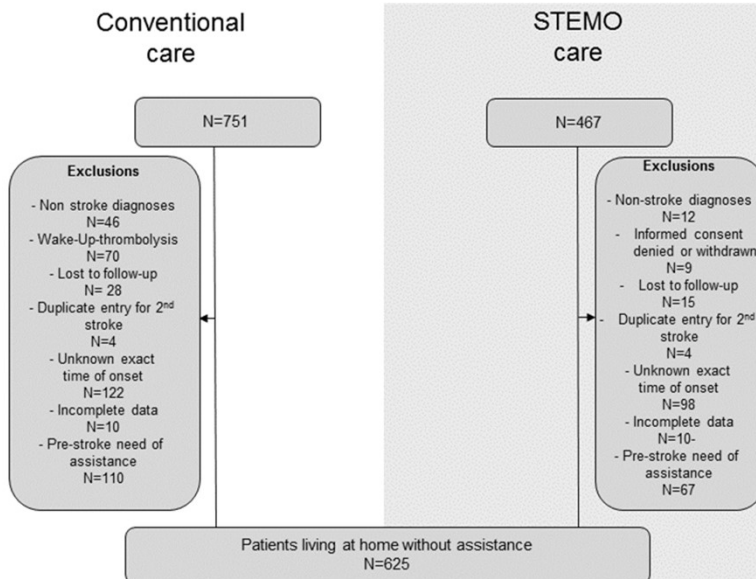 Conventional
care
STEMO
care
N=751
N=467
Exclusions
- Non stroke diagnoses
N=46
- Wake-Up-thrombolysis
N=70
- Lost to follow-up
N= 28
- Duplicate entry for 2nd
stroke
N=4
- Unknown exact
time of onset
N=122
- Incomplete data
N=10
- Pre-stroke need of
assistance
N=110
Exclusions
- Non-stroke diagnoses
N=12
- Informed consent
denied or withdrawn
N=9
- Lost to follow-up
N=15
- Duplicate entry for 2nd
stroke
N=4
- Unknown exact
time of onset
N=98
- Incomplete data
N=10-
- Pre-stroke need of
assistance
N=67
Patients living at home without assistance
N=625